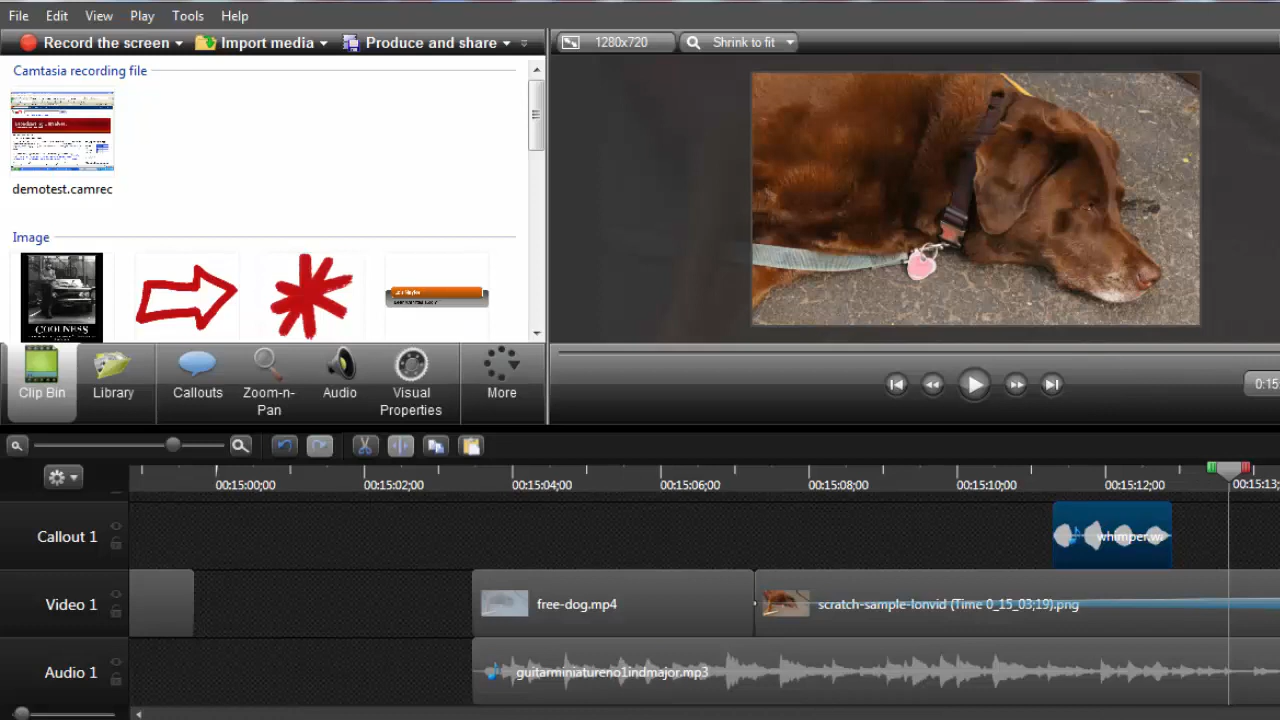 File Edit View Play Tools Help
Record the screen Import media Produce and share
1280x720 Shrink to fit
Camtasia recording file
demotest.camrec
Image
COOLNESS
Clip Bin Library Callouts Zoom-n-Pan Audio Visual Properties More
0:15
00:15:00;00 00:15:02;00 00:15:04;00 00:15:06;00 00:15:08;00 00:15:10;00 00:15:12;00 00:15:13;
Callout 1 whimper.wa
Video 1 free-dog.mp4 scratch-sample-lonvid (Time 0_15_03;19).png
Audio 1 guitarminiatureno1indmajor.mp3